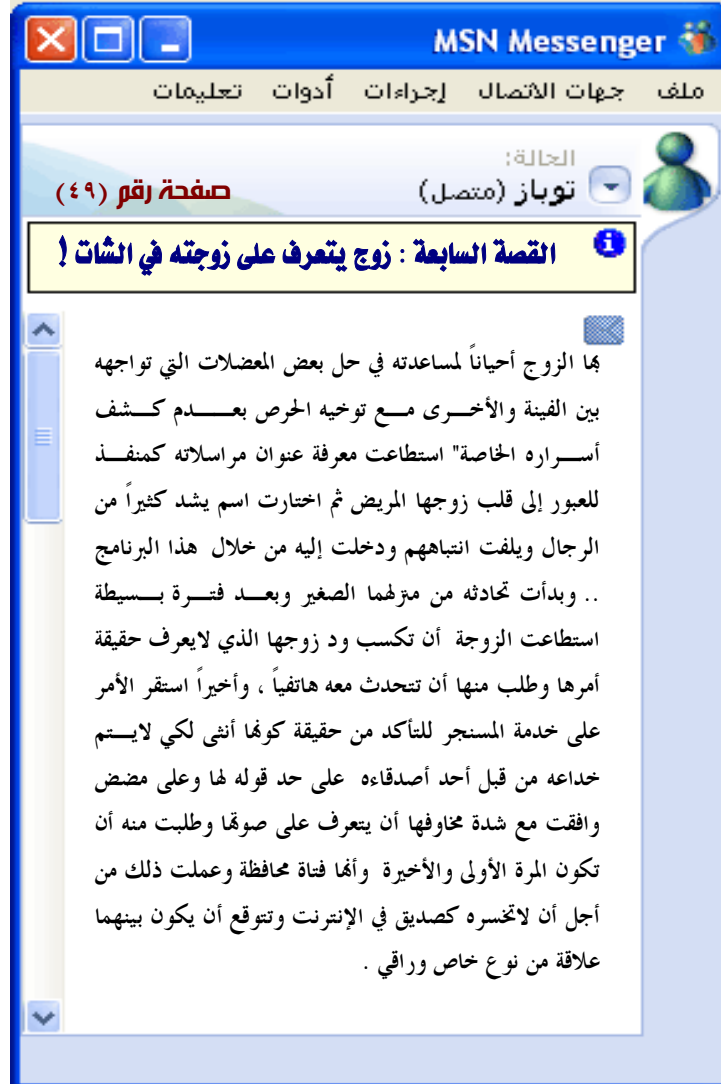 MSN Messenger
ملف جهات الاتصال إجراءات أدوات تعليمات
الحالة:
توباز (متصل)
صفحة رقم (٤٩)
القصة السابعة : زوج يتعرف على زوجته في الشات !
بها الزوج أحياناً لمساعدته في حل بعض المعضلات التي تواجهه
بين الفينة والأخرى مع توخيه الحرص بعدم كشف
أسراره الخاصة" استطاعت معرفة عنوان مراسلاته كمنفذ
للعبور إلى قلب زوجها المريض ثم اختارت اسم يشد كثيراً من
الرجال ويلفت انتباههم ودخلت إليه من خلال هذا البرنامج
.. وبدأت تحادثه من منزلهما الصغير وبعد فترة بسيطة
استطاعت الزوجة أن تكسب ود زوجها الذي لايعرف حقيقة
أمرها وطلب منها أن تتحدث معه هاتفياً ، وأخيراً استقر الأمر
على خدمة المسنجر للتأكد من حقيقة كونها أنثى لكي لايتم
خداعه من قبل أحد أصدقاءه على حد قوله لها وعلى مضض
وافقت مع شدة مخاوفها أن يتعرف على صوتها وطلبت منه أن
تكون المرة الأولى والأخيرة وأنها فتاة محافظة وعملت ذلك من
أجل أن لاتخسره كصديق في الإنترنت وتتوقع أن يكون بينهما
علاقة من نوع خاص وراقي .